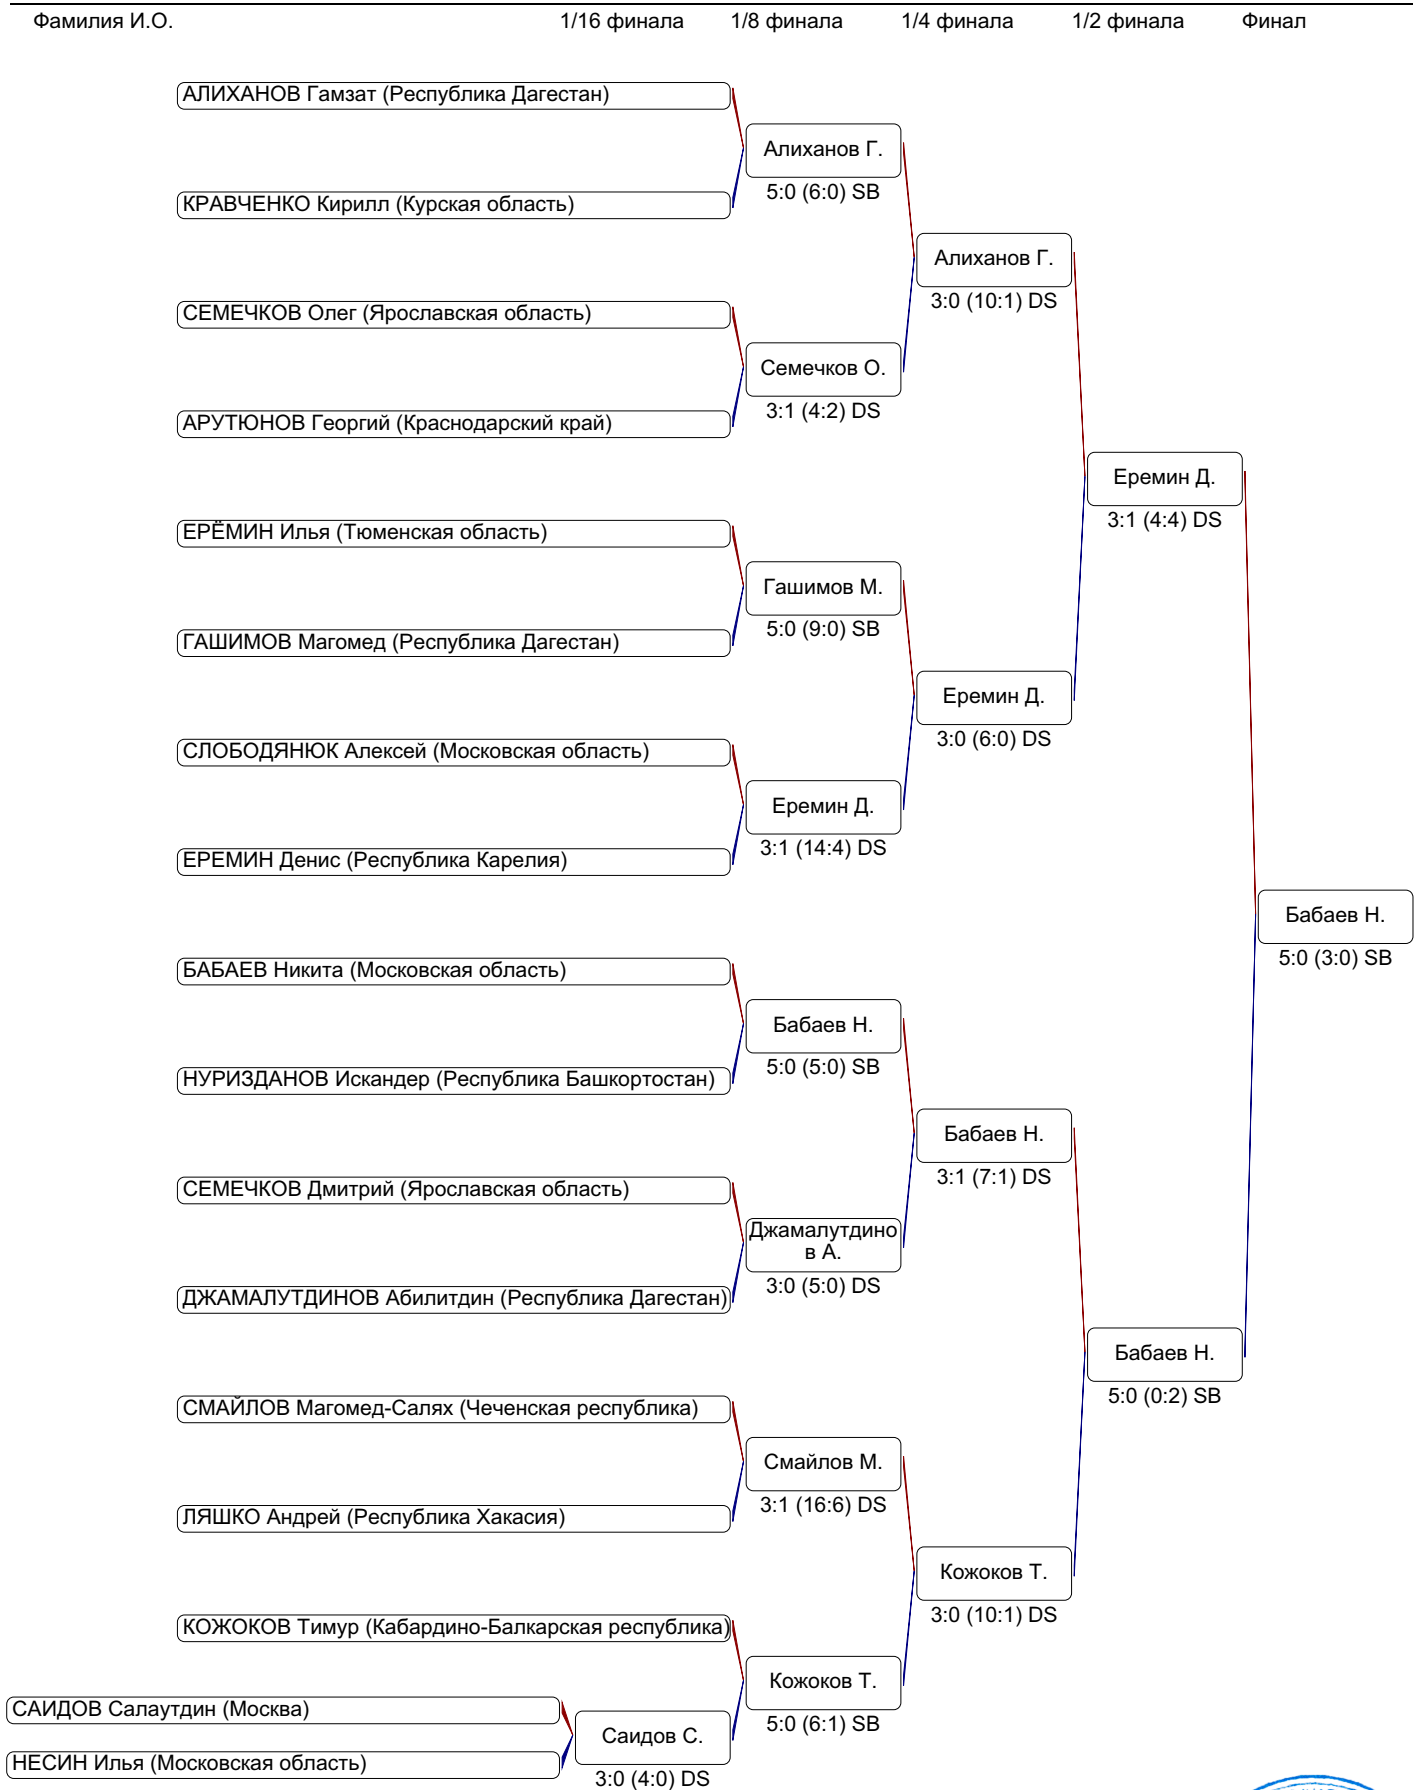 Фамилия И.О. 1/16 финала 1/8 финала 1/4 финала 1/2 финала Финал
АЛИХАНОВ Гамзат (Республика Дагестан)
Алиханов Г.
5:0 (6:0) SB
КРАВЧЕНКО Кирилл (Курская область)
Алиханов Г.
3:0 (10:1) DS
СЕМЕЧКОВ Олег (Ярославская область)
Семечков О.
3:1 (4:2) DS
АРУТЮНОВ Георгий (Краснодарский край)
Еремин Д.
3:1 (4:4) DS
ЕРЁМИН Илья (Тюменская область)
Гашимов М.
5:0 (9:0) SB
ГАШИМОВ Магомед (Республика Дагестан)
Еремин Д.
3:0 (6:0) DS
СЛОБОДЯНЮК Алексей (Московская область)
Еремин Д.
3:1 (14:4) DS
ЕРЕМИН Денис (Республика Карелия)
Бабаев Н.
5:0 (3:0) SB
БАБАЕВ Никита (Московская область)
Бабаев Н.
5:0 (5:0) SB
НУРИЗДАНОВ Искандер (Республика Башкортостан)
Бабаев Н.
3:1 (7:1) DS
СЕМЕЧКОВ Дмитрий (Ярославская область)
Джамалутдино
в А.
3:0 (5:0) DS
ДЖАМАЛУТДИНОВ Абилитдин (Республика Дагестан)
Бабаев Н.
5:0 (0:2) SB
СМАЙЛОВ Магомед-Салях (Чеченская республика)
Смайлов М.
3:1 (16:6) DS
ЛЯШКО Андрей (Республика Хакасия)
Кожоков Т.
3:0 (10:1) DS
КОЖОКОВ Тимур (Кабардино-Балкарская республика)
Кожоков Т.
5:0 (6:1) SB
САИДОВ Салаутдин (Москва)
Саидов С.
3:0 (4:0) DS
НЕСИН Илья (Московская область)